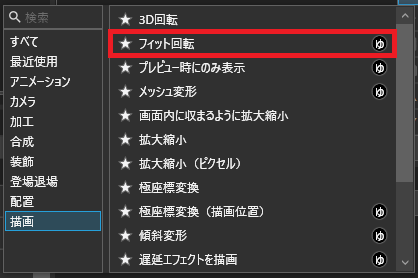 検索
すべて
最近使用
アニメーション
カメラ
加工
合成
装飾
登場退場
配置
描画
3D回転
フィット回転 ゆ
プレビュー時にのみ表示 ゆ
メッシュ変形 ゆ
画面内に収まるように拡大縮小
拡大縮小
拡大縮小（ピクセル）
極座標変換
極座標変換（描画位置） ゆ
傾斜変形 ゆ
遅延エフェクトを描画 ゆ